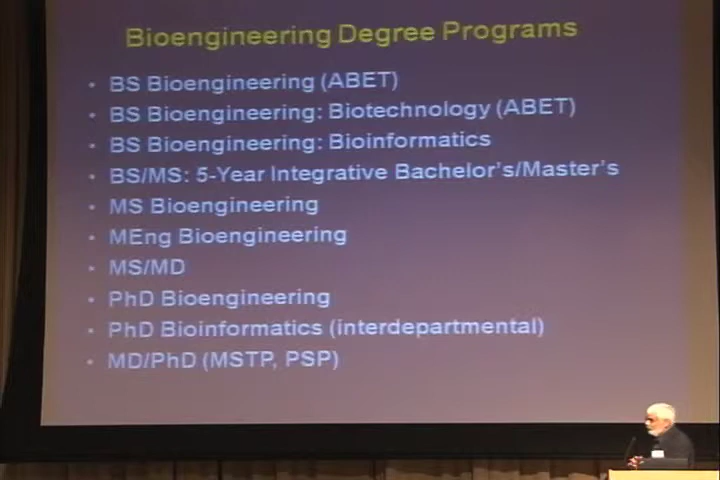 Bioengineering Degree Programs
• BS Bioengineering (ABET)
• BS Bioengineering: Biotechnology (ABET)
• BS Bioengineering: Bioinformatics
• BS/MS: 5-Year Integrative Bachelor's/Master's
• MS Bioengineering
• MEng Bioengineering
• MS/MD
• PhD Bioengineering
• PhD Bioinformatics (interdepartmental)
• MD/PhD (MSTP, PSP)